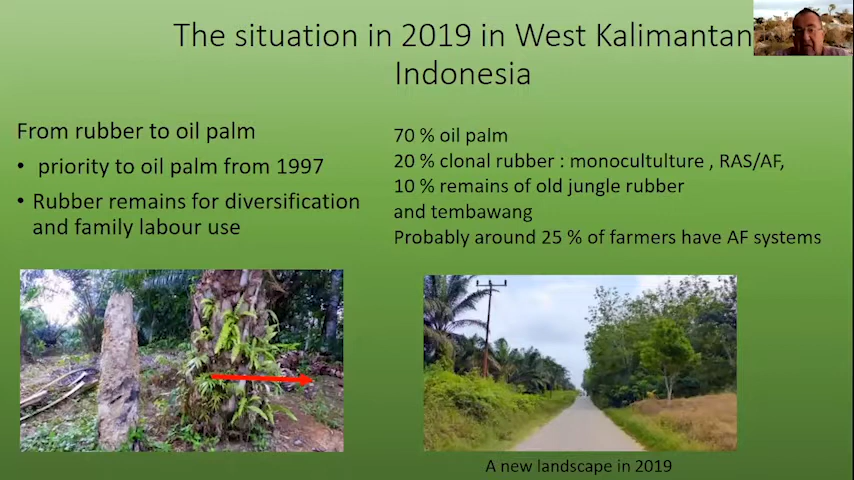 The situation in 2019 in West Kalimantan
Indonesia
From rubber to oil palm
• priority to oil palm from 1997
• Rubber remains for diversification
and family labour use
70 % oil palm
20 % clonal rubber : monocultulture , RAS/AF,
10 % remains of old jungle rubber
and tembawang
Probably around 25 % of farmers have AF systems
A new landscape in 2019